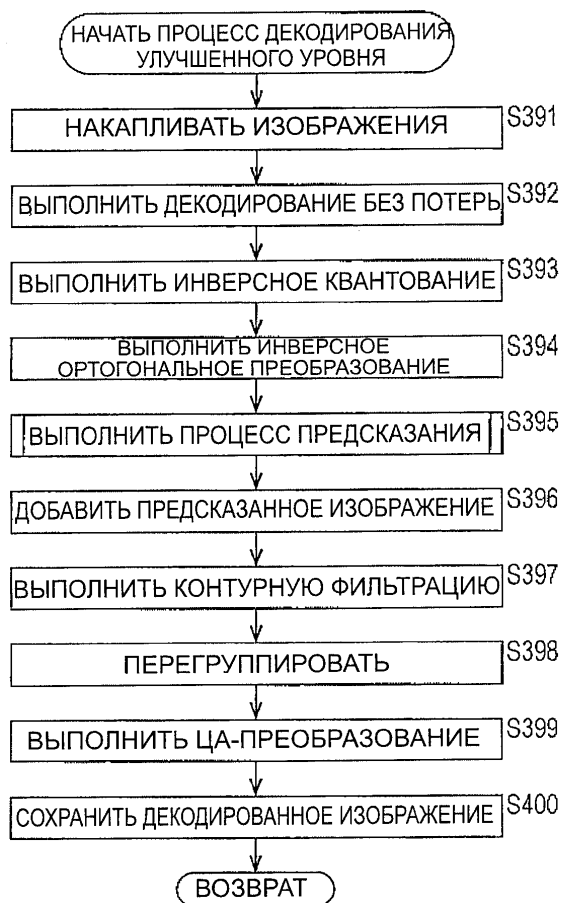 НАЧАТЬ ПРОЦЕСС ДЕКОДИРОВАНИЯ
УЛУЧШЕННОГО УРОВНЯ
НАКАПЛИВАТЬ ИЗОБРАЖЕНИЯ S391
ВЫПОЛНИТЬ ДЕКОДИРОВАНИЕ БЕЗ ПОТЕРЬ S392
ВЫПОЛНИТЬ ИНВЕРСНОЕ КВАНТОВАНИЕ S393
ВЫПОЛНИТЬ ИНВЕРСНОЕ S394
ОРТОГОНАЛЬНОЕ ПРЕОБРАЗОВАНИЕ
ВЫПОЛНИТЬ ПРОЦЕСС ПРЕДСКАЗАНИЯ S395
ДОБАВИТЬ ПРЕДСКАЗАННОЕ ИЗОБРАЖЕНИЕ S396
ВЫПОЛНИТЬ КОНТУРНУЮ ФИЛЬТРАЦИЮ S397
ПЕРЕГРУППИРОВАТЬ S398
ВЫПОЛНИТЬ ЦА-ПРЕОБРАЗОВАНИЕ S399
СОХРАНИТЬ ДЕКОДИРОВАННОЕ ИЗОБРАЖЕНИЕ S400
ВОЗВРАТ